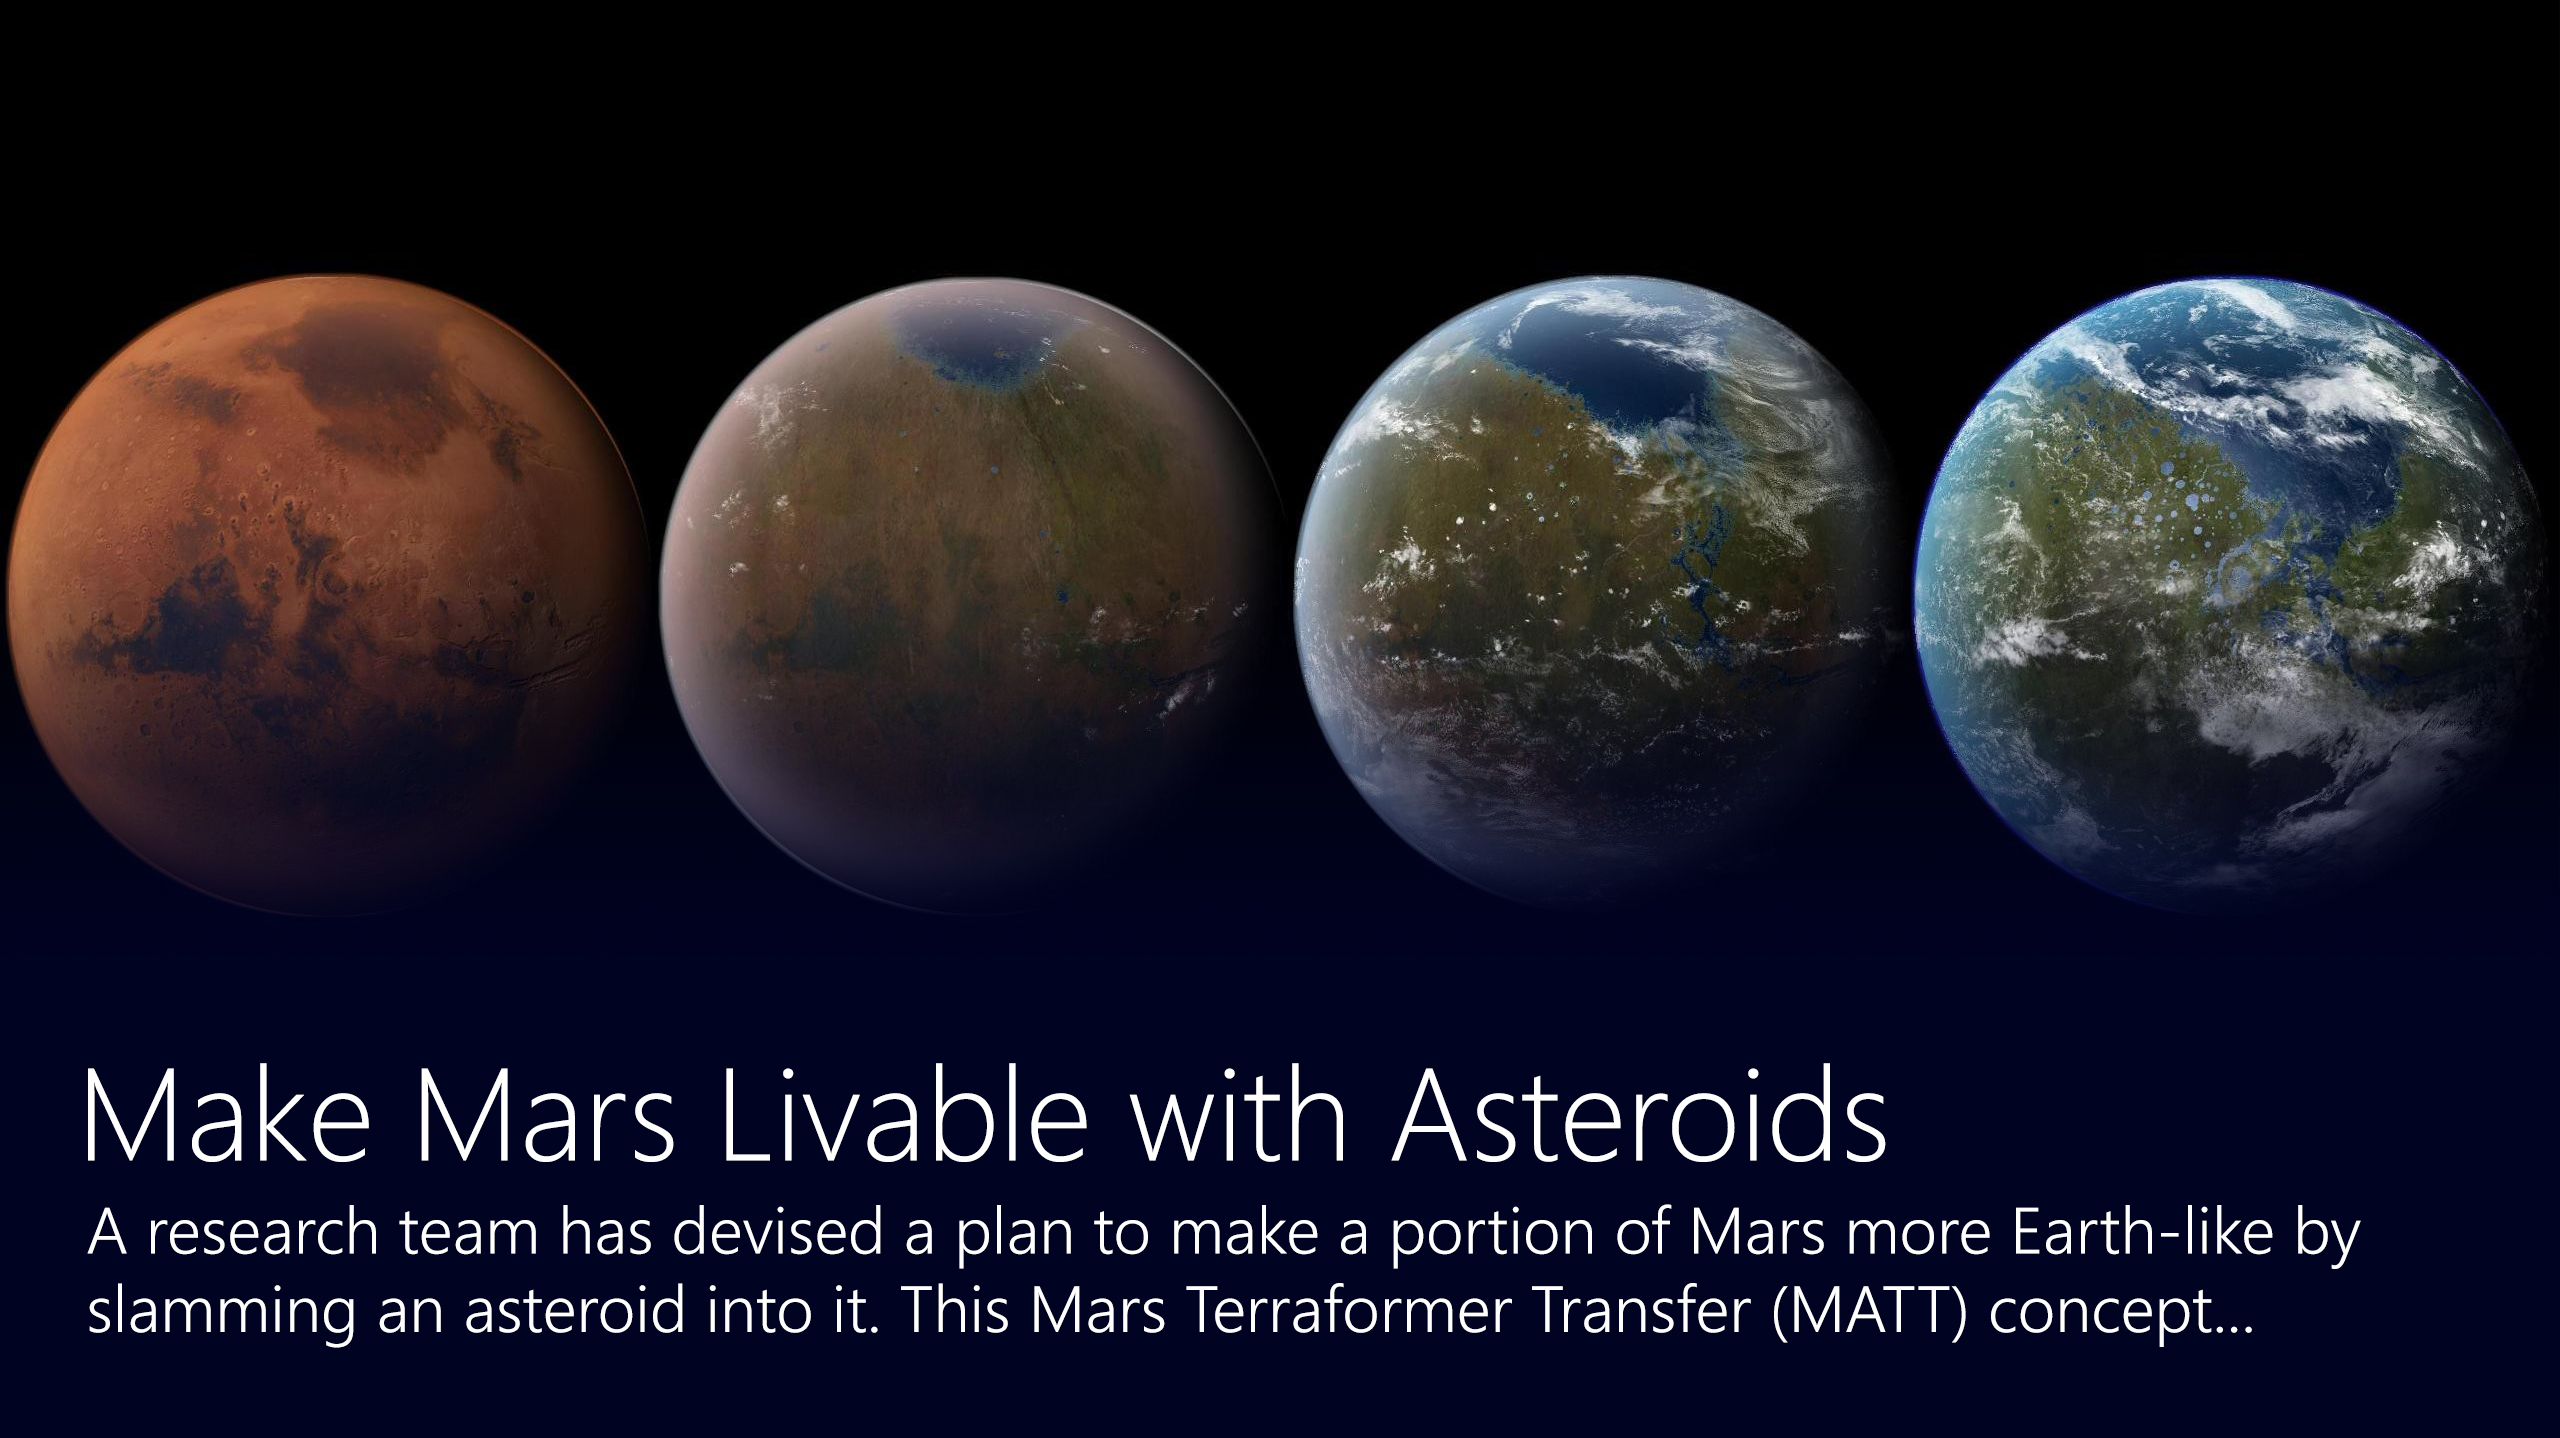 Make Mars Livable with Asteroids
A research team has devised a plan to make a portion of Mars more Earth-like by
slamming an asteroid into it. This Mars Terraformer Transfer (MATT) concept...